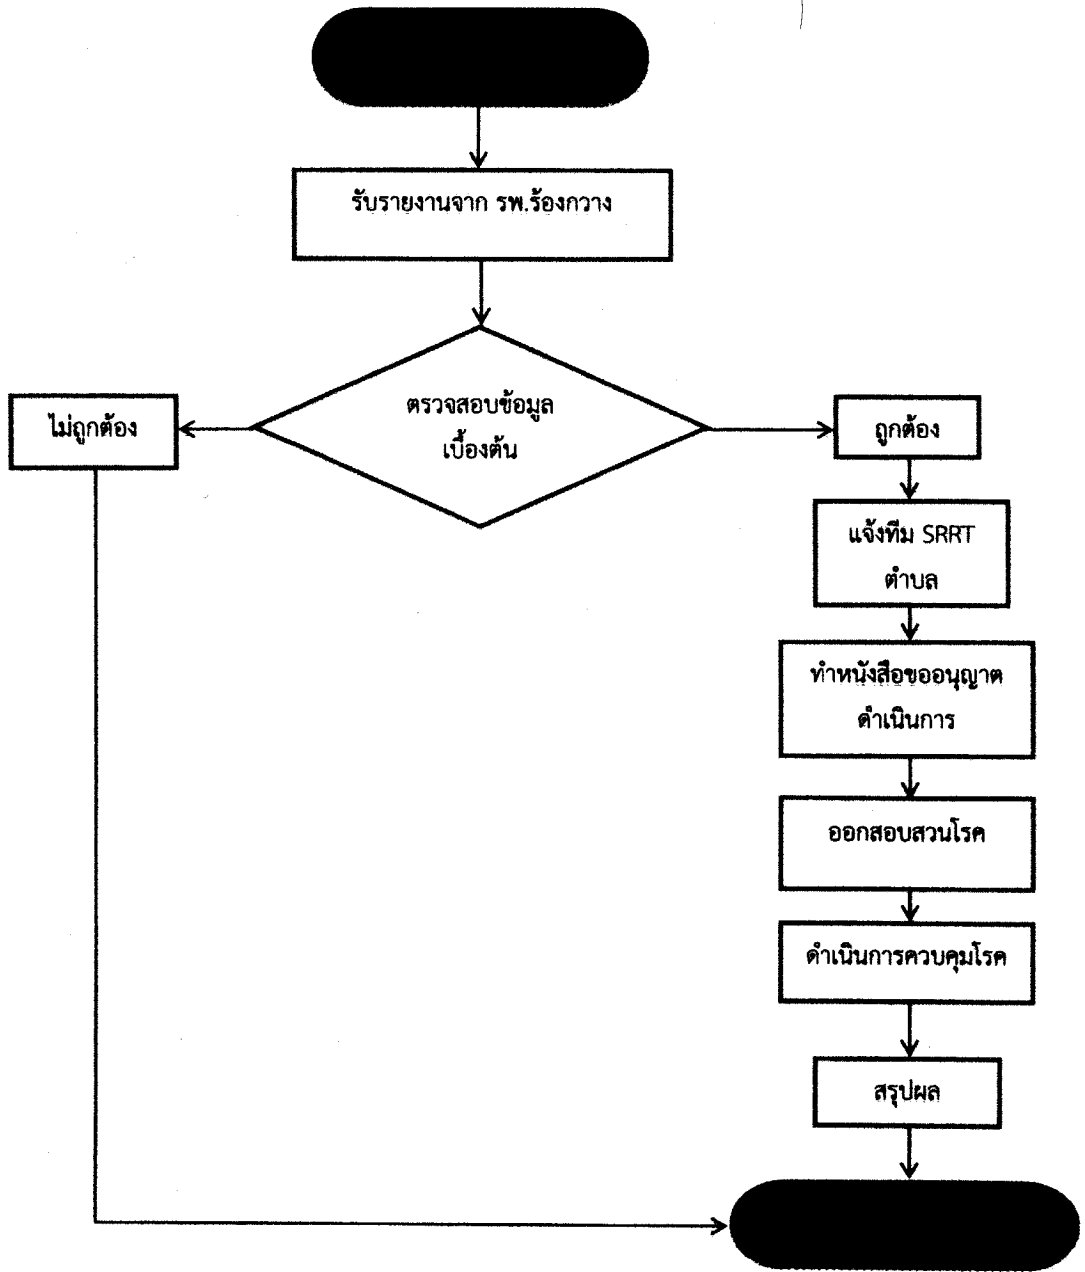 รับรายงานจาก รพ.ร้องกวาง
ตรวจสอบข้อมูล
เบื้องต้น
ไม่ถูกต้อง
ถูกต้อง
แจ้งทีม SRRT
ตำบล
ทำหนังสือขออนุญาต
ดำเนินการ
ออกสอบสวนโรค
ดำเนินการควบคุมโรค
สรุปผล